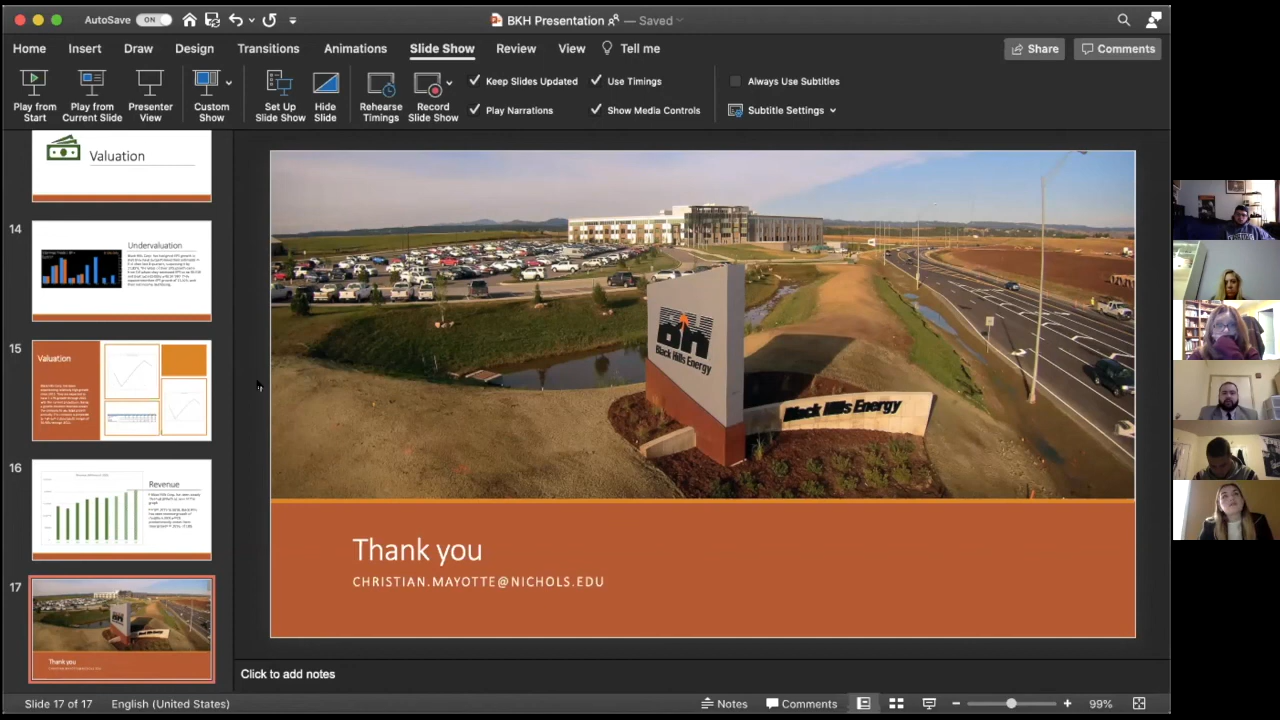 AutoSave ON BKH Presentation — Saved
Home Insert Draw Design Transitions Animations Slide Show Review View Tell me Share Comments
Play from Start
Play from Current Slide
Presenter View
Custom Show
Set Up Slide Show
Hide Slide
Rehearse Timings
Record Slide Show
Keep Slides Updated
Use Timings
Play Narrations
Show Media Controls
Always Use Subtitles
Subtitle Settings
Valuation
14
Undervaluation
15
Valuation
16
Revenue
17
Thank you
BH
Black Hills Energy
Black Hills Energy
Thank you
CHRISTIAN.MAYOTTE@NICHOLS.EDU
Click to add notes
Slide 17 of 17 English (United States) Notes Comments 99%